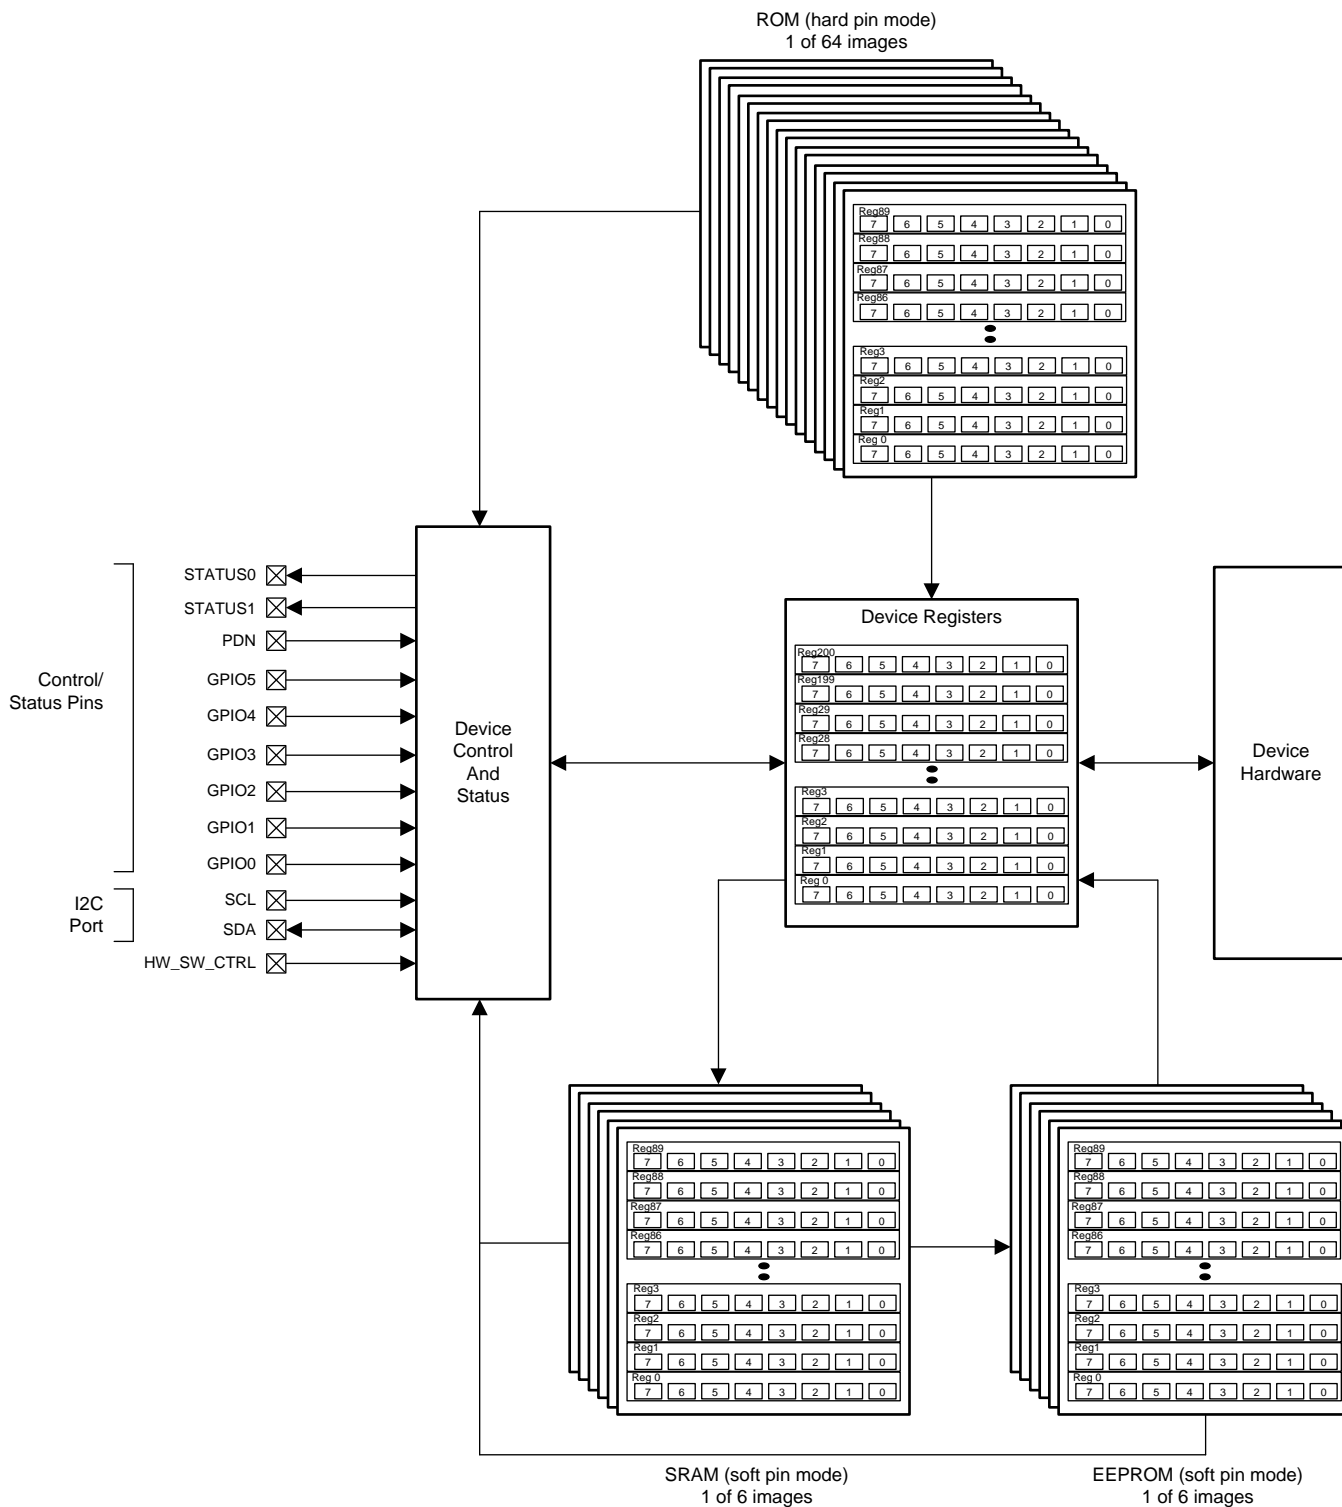 ROM (hard pin mode)
1 of 64 images
Reg89
7 6 5 4 3 2 1 0
Reg88
7 6 5 4 3 2 1 0
Reg87
7 6 5 4 3 2 1 0
Reg86
7 6 5 4 3 2 1 0
Reg3
7 6 5 4 3 2 1 0
Reg2
7 6 5 4 3 2 1 0
Reg1
7 6 5 4 3 2 1 0
Reg 0
7 6 5 4 3 2 1 0
Control/
Status Pins
STATUS0
STATUS1
PDN
GPIO5
GPIO4
GPIO3
GPIO2
GPIO1
GPIO0
I2C
Port
SCL
SDA
HW_SW_CTRL
Device
Control
And
Status
Device Registers
Reg200
7 6 5 4 3 2 1 0
Reg199
7 6 5 4 3 2 1 0
Reg29
7 6 5 4 3 2 1 0
Reg28
7 6 5 4 3 2 1 0
Reg3
7 6 5 4 3 2 1 0
Reg2
7 6 5 4 3 2 1 0
Reg1
7 6 5 4 3 2 1 0
Reg 0
7 6 5 4 3 2 1 0
Device
Hardware
Reg89
7 6 5 4 3 2 1 0
Reg88
7 6 5 4 3 2 1 0
Reg87
7 6 5 4 3 2 1 0
Reg86
7 6 5 4 3 2 1 0
Reg3
7 6 5 4 3 2 1 0
Reg2
7 6 5 4 3 2 1 0
Reg1
7 6 5 4 3 2 1 0
Reg 0
7 6 5 4 3 2 1 0
SRAM (soft pin mode)
1 of 6 images
Reg89
7 6 5 4 3 2 1 0
Reg88
7 6 5 4 3 2 1 0
Reg87
7 6 5 4 3 2 1 0
Reg86
7 6 5 4 3 2 1 0
Reg3
7 6 5 4 3 2 1 0
Reg2
7 6 5 4 3 2 1 0
Reg1
7 6 5 4 3 2 1 0
Reg 0
7 6 5 4 3 2 1 0
EEPROM (soft pin mode)
1 of 6 images